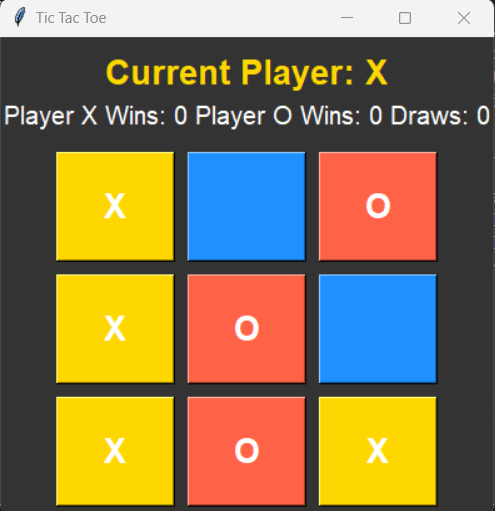 Tic Tac Toe
Current Player: X
Player X Wins: 0 Player O Wins: 0 Draws: 0
X O
X O
X O X